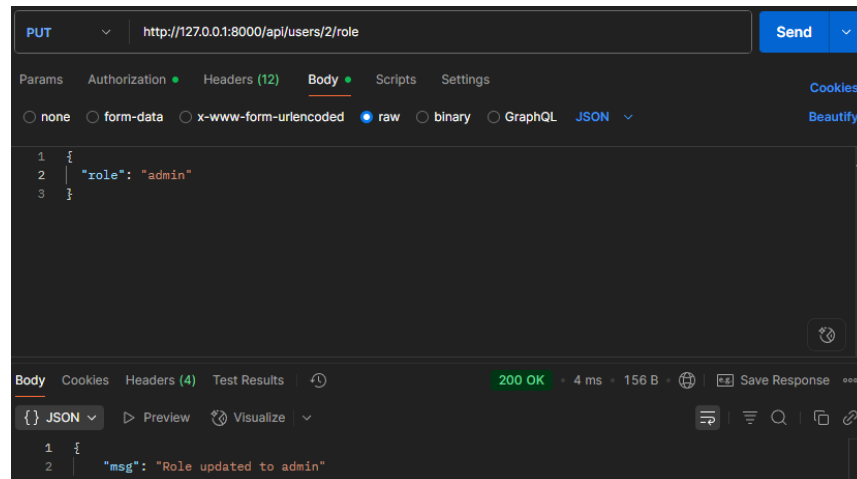 PUT http://127.0.0.1:8000/api/users/2/role Send
Params Authorization Headers (12) Body Scripts Settings Cookies
none form-data x-www-form-urlencoded raw binary GraphQL JSON Beautify
1 {
2 "role": "admin"
3 }
Body Cookies Headers (4) Test Results 200 OK 4 ms 156 B e.g. Save Response
{} JSON Preview Visualize
1 {
2 "msg": "Role updated to admin"